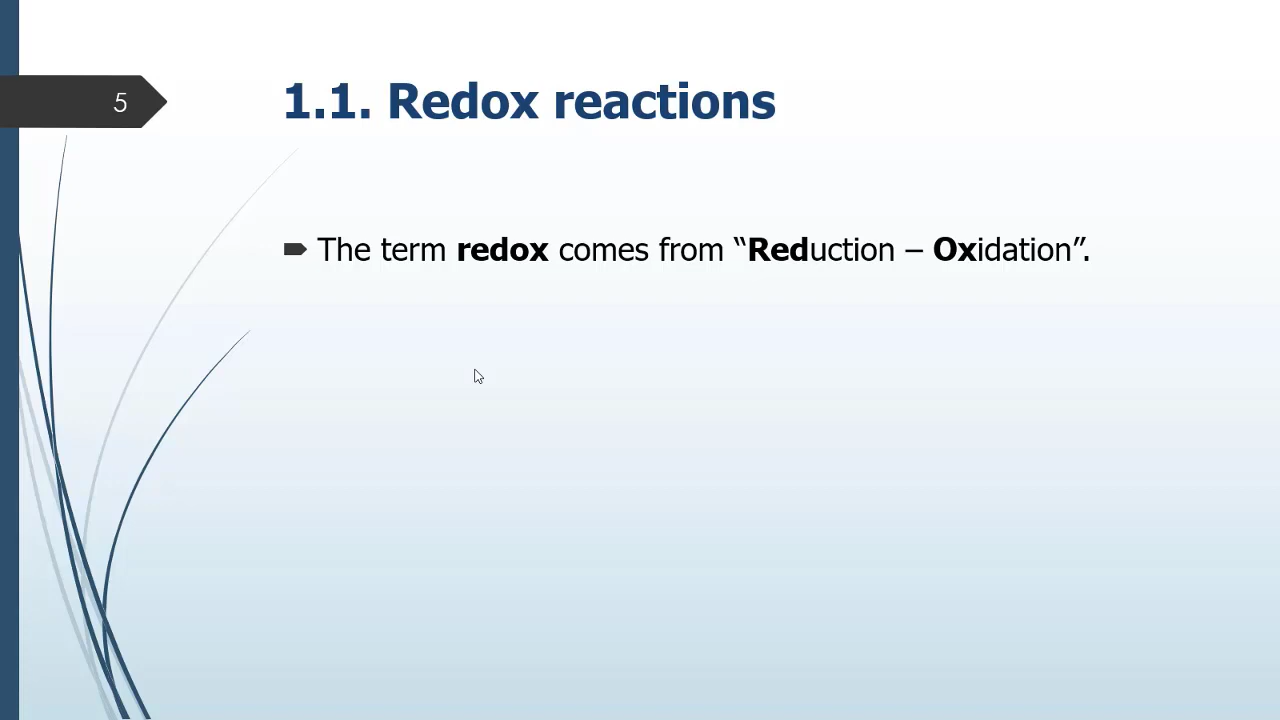 5
1.1. Redox reactions
The term redox comes from “Reduction – Oxidation”.